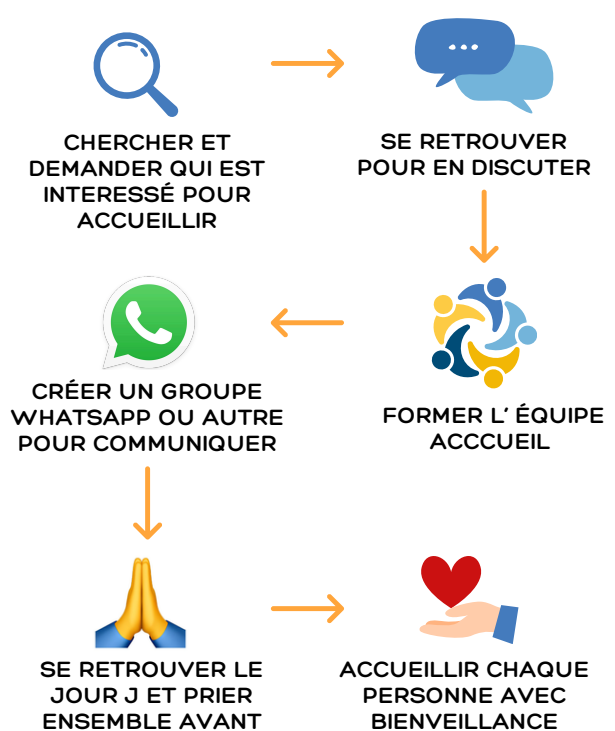 CHERCHER ET
DEMANDER QUI EST
INTERESSÉ POUR
ACCUEILLIR
SE RETROUVER
POUR EN DISCUTER
FORMER L' ÉQUIPE
ACCCUEIL
CRÉER UN GROUPE
WHATSAPP OU AUTRE
POUR COMMUNIQUER
SE RETROUVER LE
JOUR J ET PRIER
ENSEMBLE AVANT
ACCUEILLIR CHAQUE
PERSONNE AVEC
BIENVEILLANCE